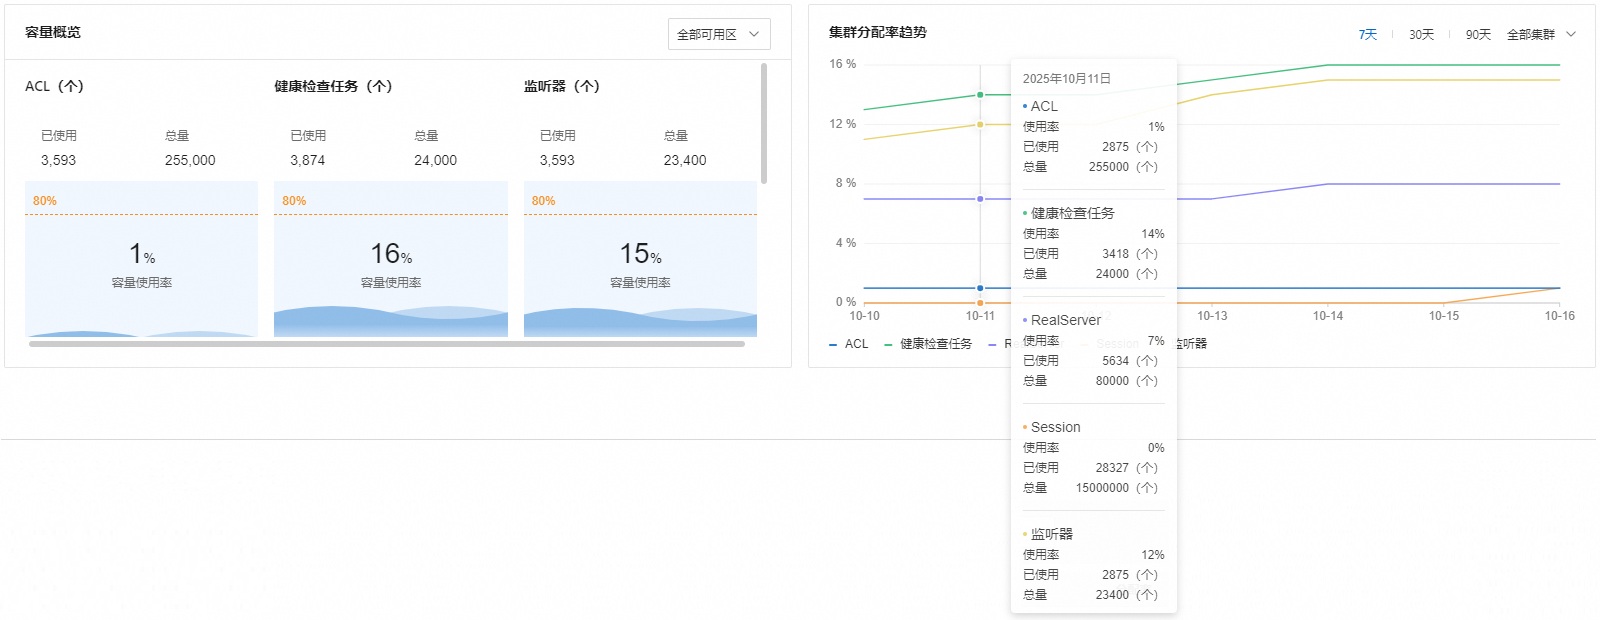 容量概览
全部可用区
ACL（个）
健康检查任务（个）
监听器（个）
已使用 总量
3,593 255,000
已使用 总量
3,874 24,000
已使用 总量
3,593 23,400
80%
80%
80%
1%
容量使用率
16%
容量使用率
15%
容量使用率
集群分配率趋势
7天
30天
90天
全部集群
16 %
12 %
8 %
4 %
0 %
10-10
10-11
10-13
10-14
10-15
10-16
ACL
健康检查任务
Session
监听器
2025年10月11日
ACL
使用率 1%
已使用 2875（个）
总量 255000（个）
健康检查任务
使用率 14%
已使用 3418（个）
总量 24000（个）
RealServer
使用率 7%
已使用 5634（个）
总量 80000（个）
Session
使用率 0%
已使用 28327（个）
总量 15000000（个）
监听器
使用率 12%
已使用 2875（个）
总量 23400（个）